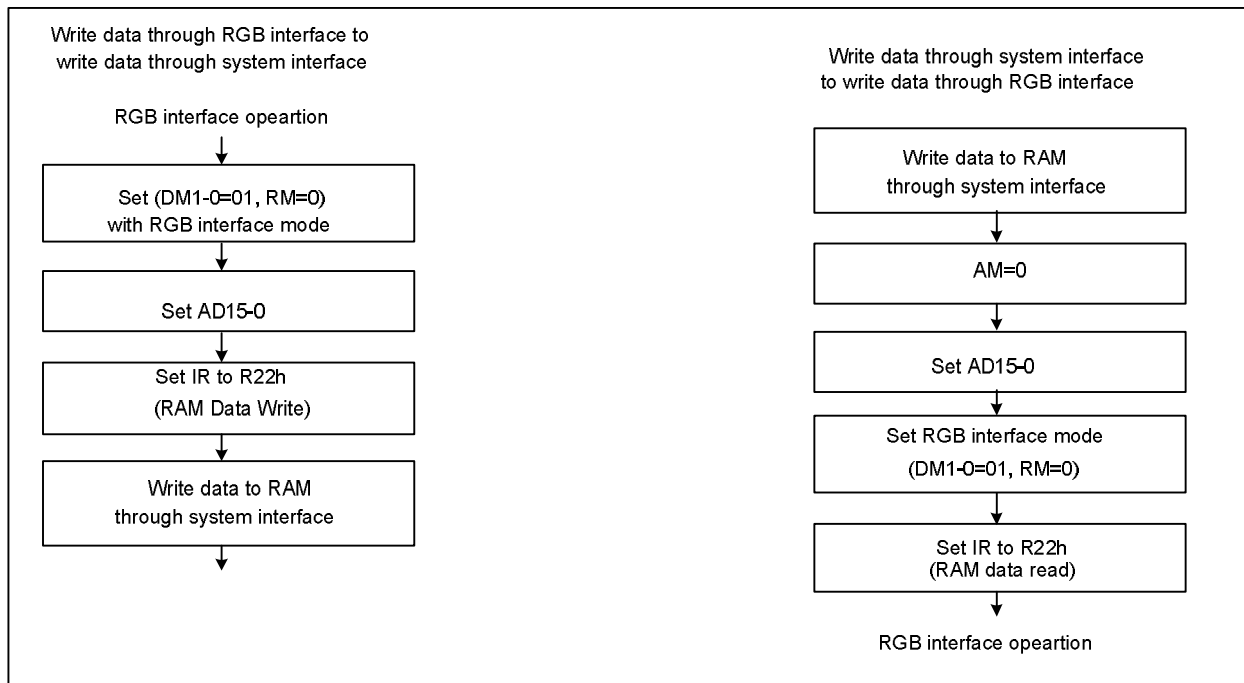 Write data through RGB interface to
write data through system interface
RGB interface opeartion
Set (DM1-0=01, RM=0)
with RGB interface mode
Set AD15-0
Set IR to R22h
(RAM Data Write)
Write data to RAM
through system interface
Write data through system interface
to write data through RGB interface
Write data to RAM
through system interface
AM=0
Set AD15-0
Set RGB interface mode
(DM1-0=01, RM=0)
Set IR to R22h
(RAM data read)
RGB interface opeartion